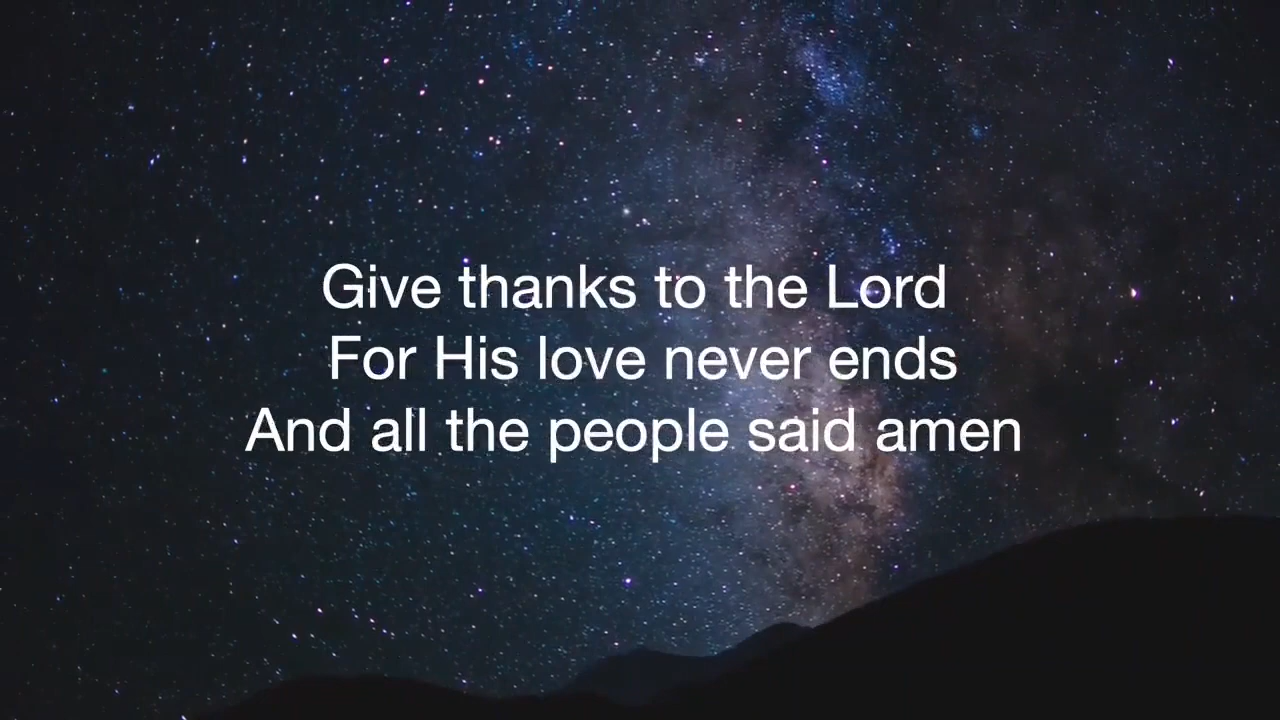 Give thanks to the Lord
For His love never ends
And all the people said amen